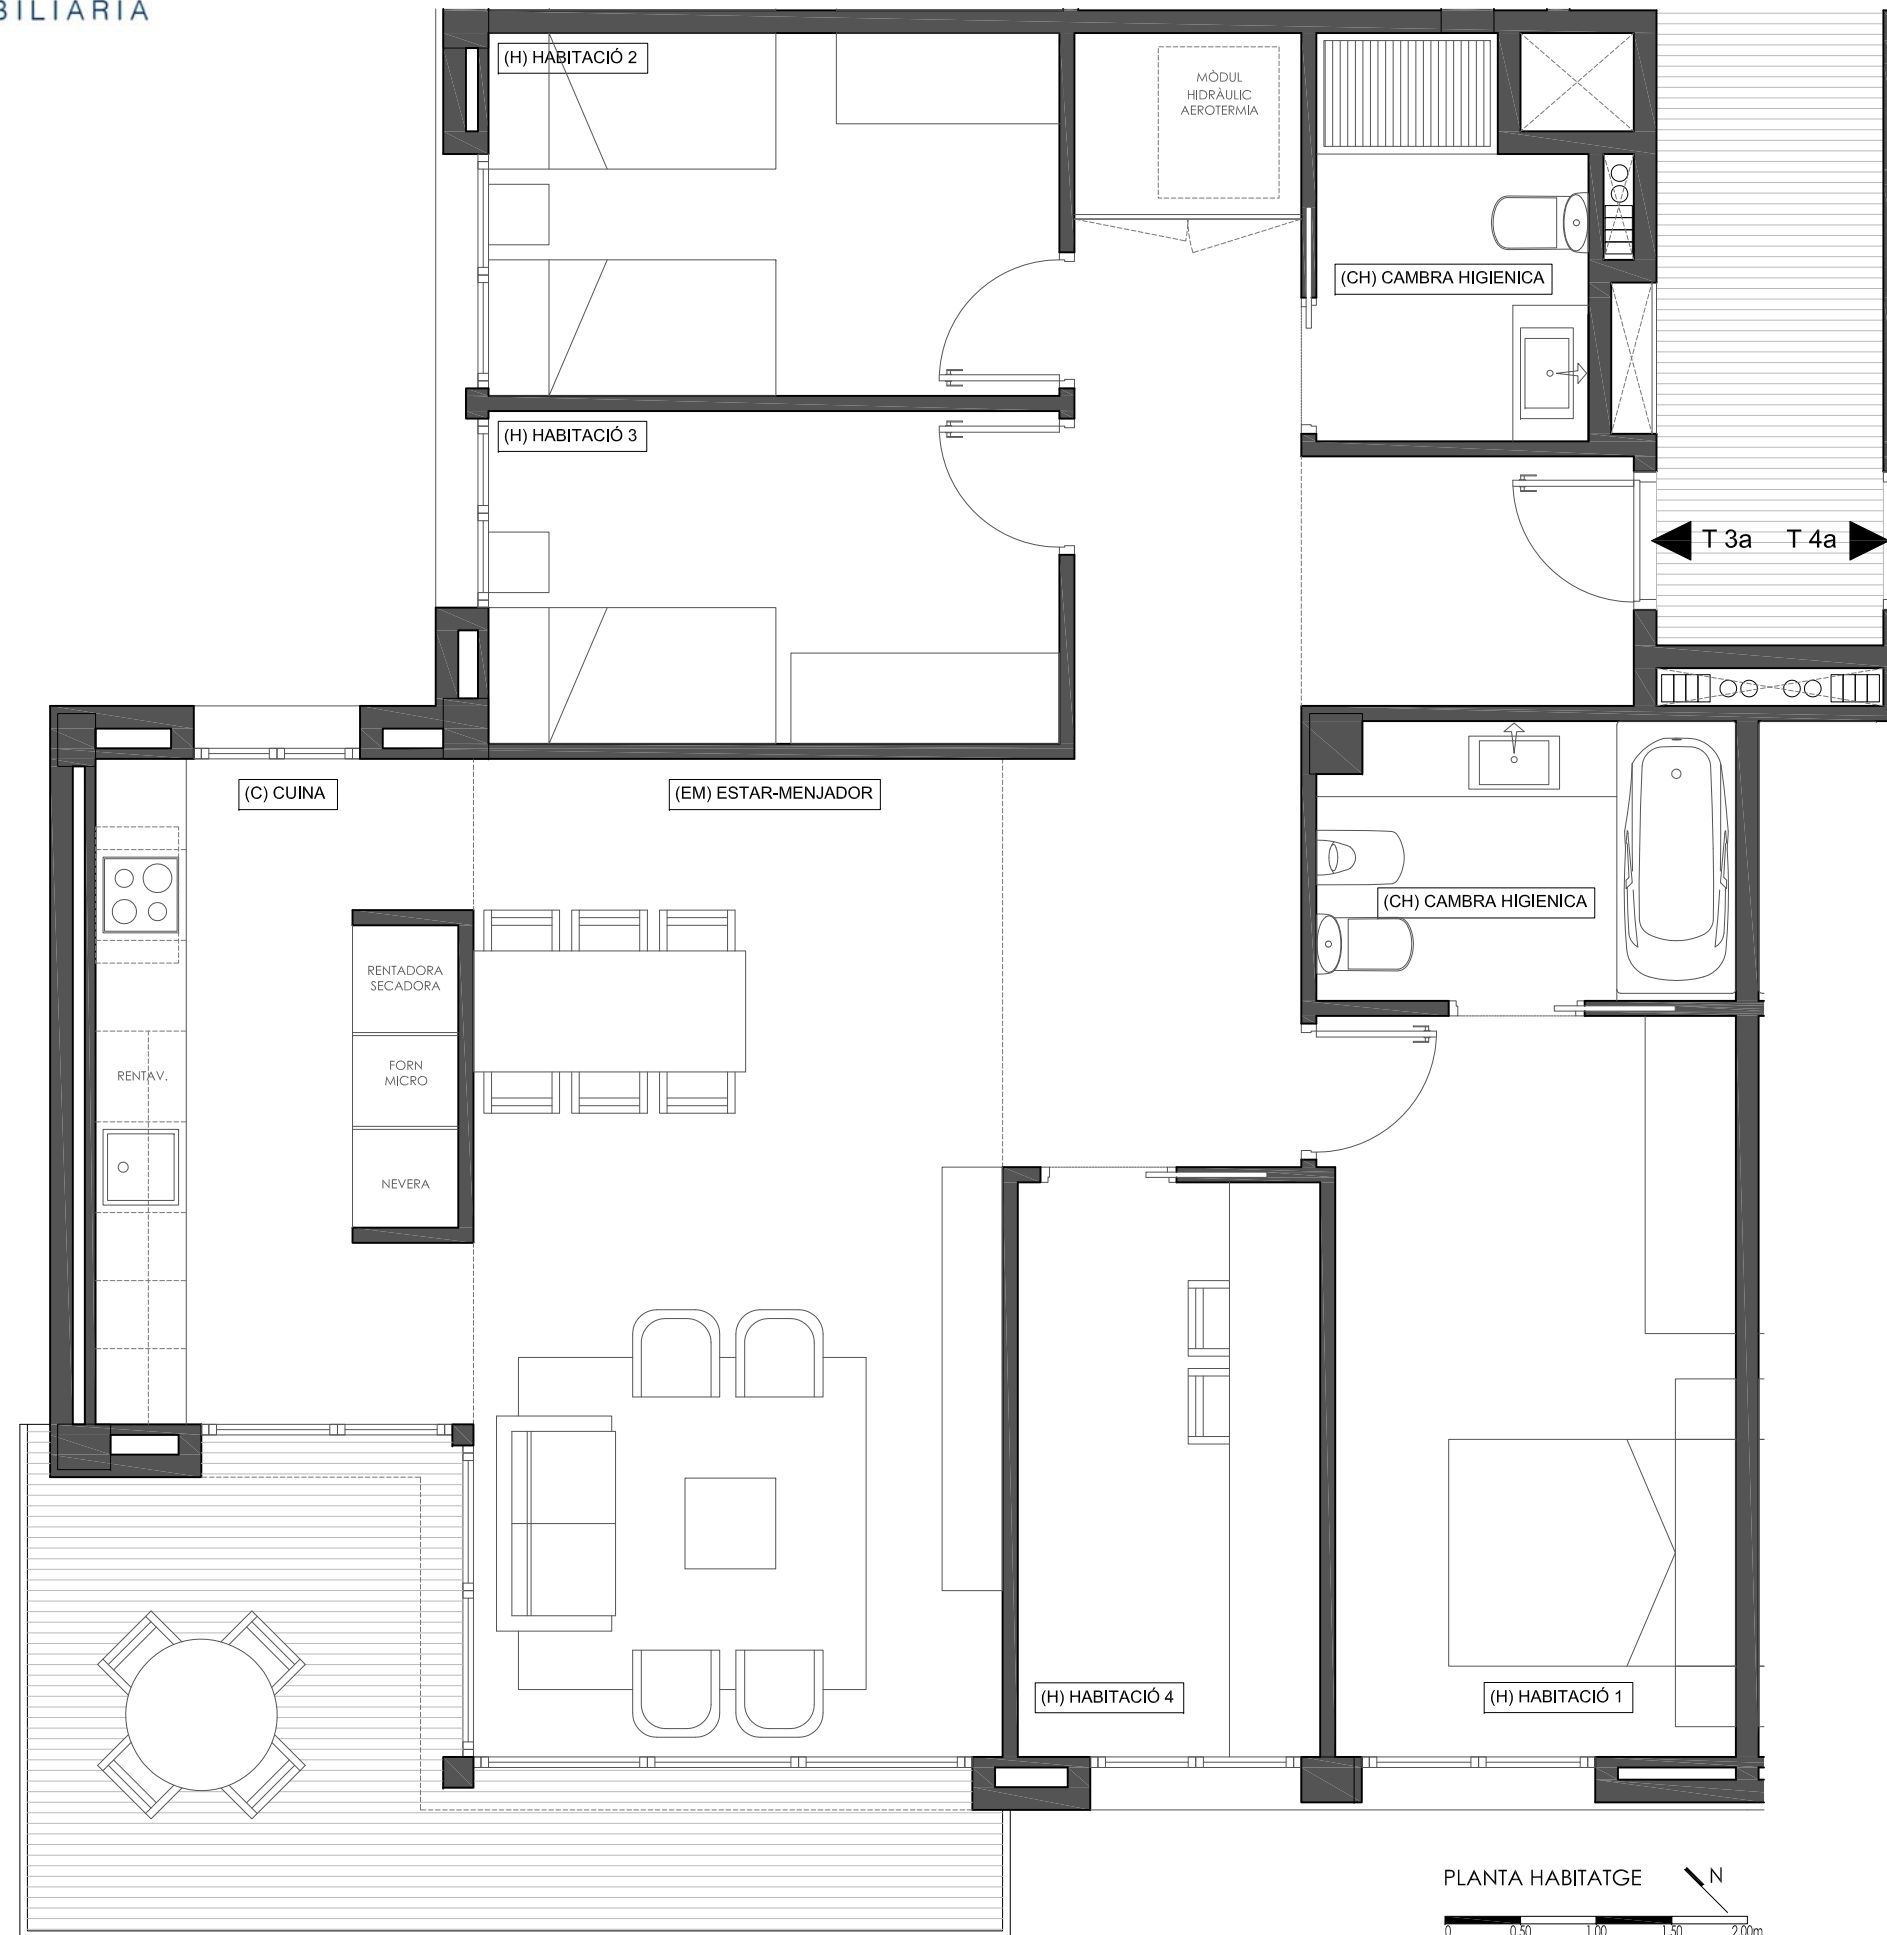 BILIARIA
(H) HABITACIÓ 2
MÒDUL
HIDRÀULIC
AEROTERMIA
(CH) CAMBRA HIGIENICA
(H) HABITACIÓ 3
T 3a T 4a
(C) CUINA
(EM) ESTAR-MENJADOR
(CH) CAMBRA HIGIENICA
RENTADORA
SECADORA
FORN
MICRO
RENTAV.
NEVERA
(H) HABITACIÓ 4
(H) HABITACIÓ 1
PLANTA HABITATGE N
0 0.50 1.00 1.50 2.00m